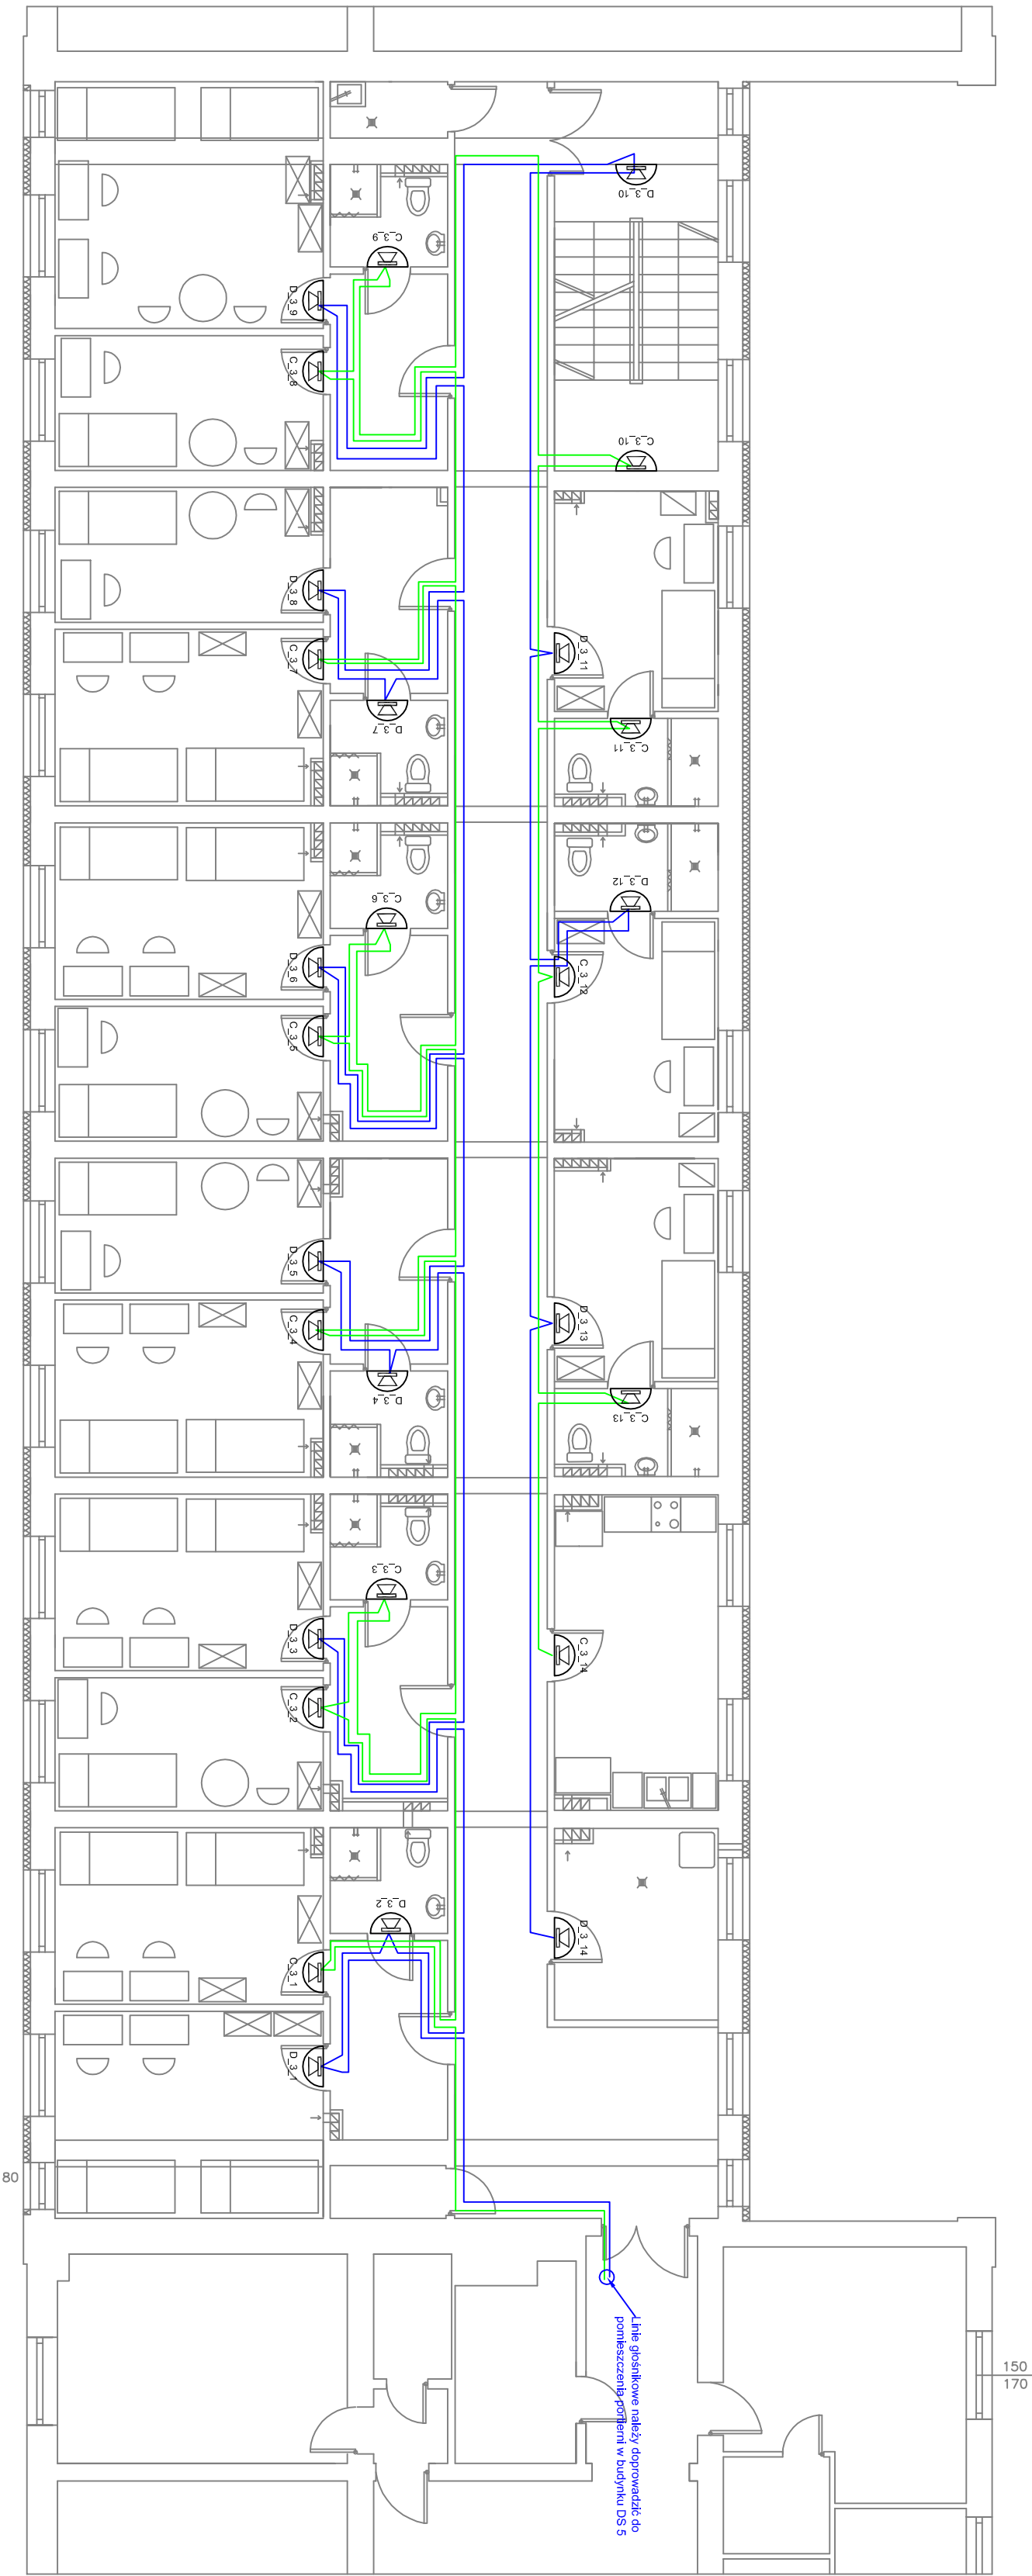 D_3_10
C_3_9
D_3_9
C_3_8
C_3_10
D_3_8
D_3_11
C_3_7
D_3_7
C_3_11
D_3_12
C_3_6
D_3_6
C_3_12
C_3_5
D_3_5
D_3_13
C_3_4
D_3_4
C_3_13
C_3_3
D_3_3
C_3_14
C_3_2
D_3_2
D_3_14
C_3_1
D_3_1
80
Linie głośnikowe należy doprowadzić do
pomieszczenia portierni w budynku DS 5
150
170